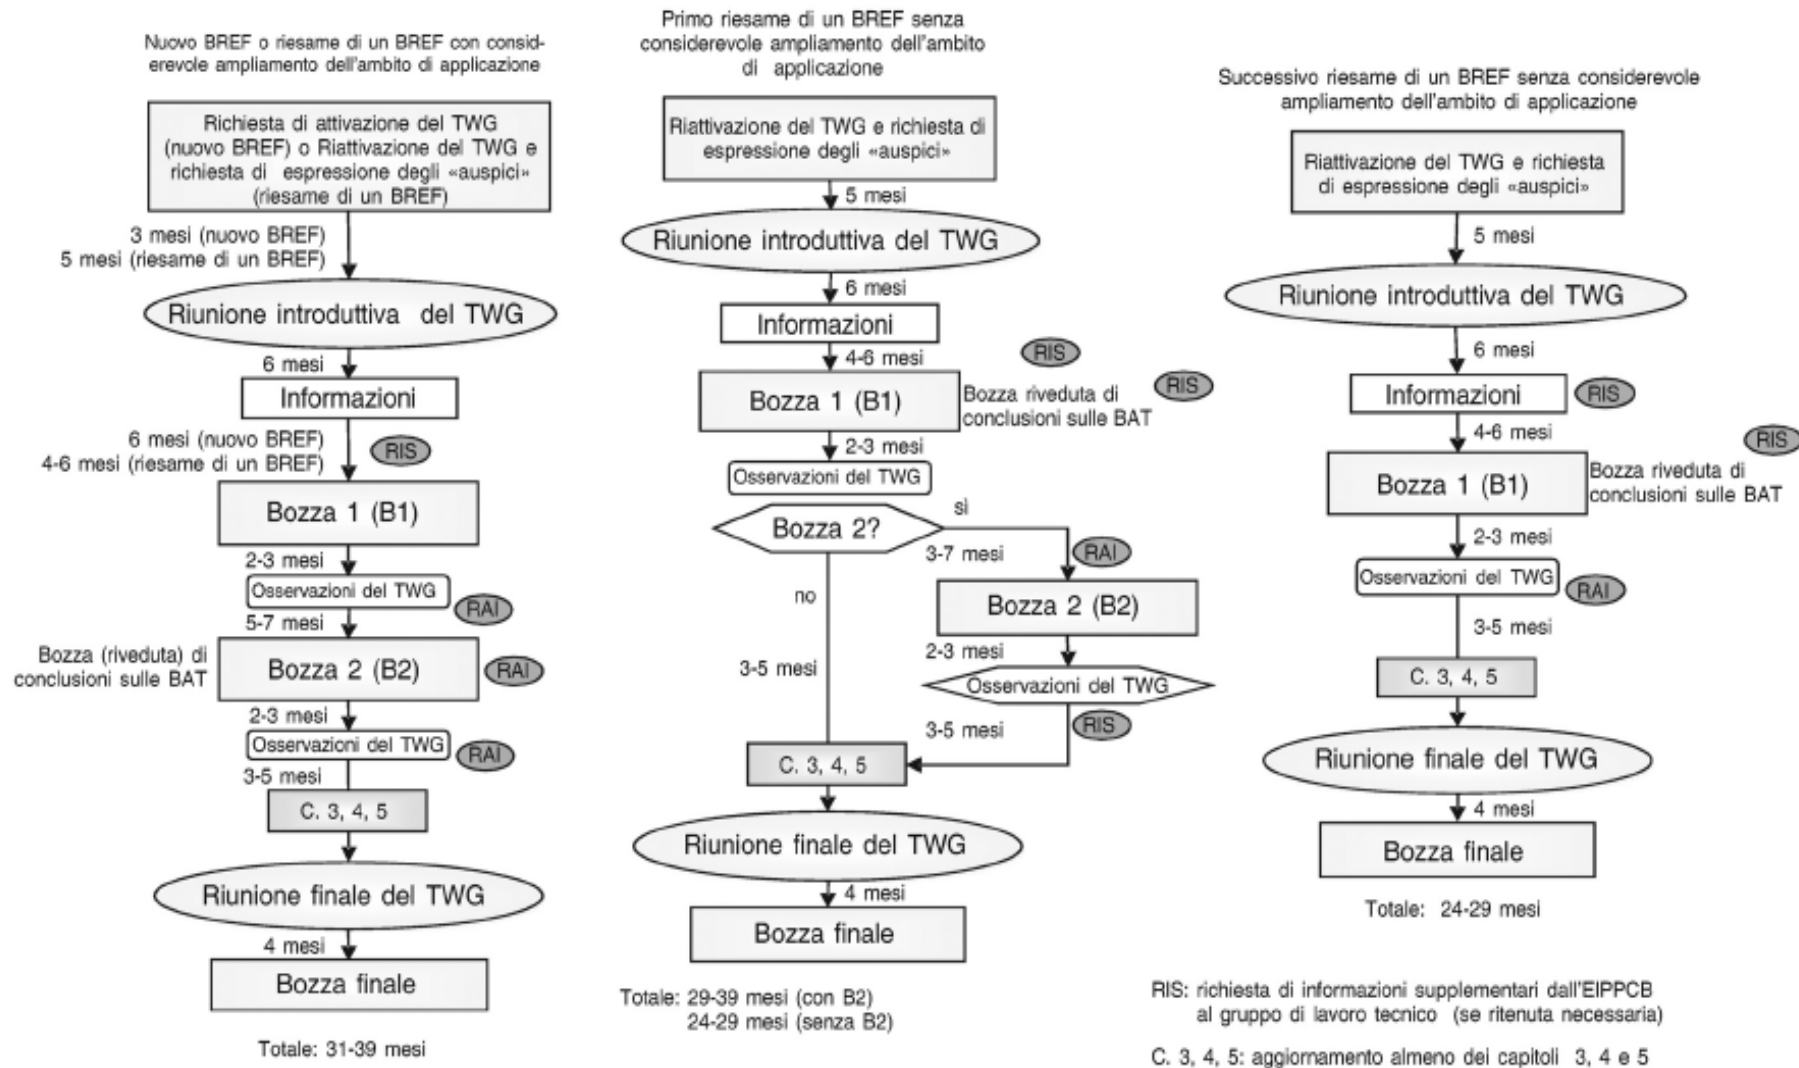 Nuovo BREF o riesame di un BREF con consid-
erevole ampliamento dell'ambito di applicazione
Richiesta di attivazione del TWG
(nuovo BREF) o Riattivazione del TWG e
richiesta di espressione degli «auspici»
(riesame di un BREF)
3 mesi (nuovo BREF)
5 mesi (riesame di un BREF)
Riunione introduttiva del TWG
6 mesi
Informazioni
6 mesi (nuovo BREF)
4-6 mesi (riesame di un BREF)
RIS
Bozza 1 (B1)
2-3 mesi
Osservazioni del TWG
RAI
5-7 mesi
Bozza (riveduta) di
conclusioni sulle BAT
Bozza 2 (B2)
RAI
2-3 mesi
Osservazioni del TWG
RAI
3-5 mesi
C. 3, 4, 5
Riunione finale del TWG
4 mesi
Bozza finale
Totale: 31-39 mesi
Primo riesame di un BREF senza
considerevole ampliamento dell'ambito
di applicazione
Riattivazione del TWG e richiesta di
espressione degli «auspici»
5 mesi
Riunione introduttiva del TWG
6 mesi
Informazioni
4-6 mesi
RIS
Bozza 1 (B1)
Bozza riveduta di
conclusioni sulle BAT
RIS
2-3 mesi
Osservazioni del TWG
Bozza 2?
sì
3-7 mesi
RAI
no
Bozza 2 (B2)
2-3 mesi
3-5 mesi
Osservazioni del TWG
3-5 mesi
RIS
C. 3, 4, 5
Riunione finale del TWG
4 mesi
Bozza finale
Totale: 29-39 mesi (con B2)
24-29 mesi (senza B2)
Successivo riesame di un BREF senza considerevole
ampliamento dell'ambito di applicazione
Riattivazione del TWG e richiesta
di espressione degli «auspici»
5 mesi
Riunione introduttiva del TWG
6 mesi
Informazioni
RIS
4-6 mesi
RIS
Bozza 1 (B1)
Bozza riveduta di
conclusioni sulle BAT
2-3 mesi
Osservazioni del TWG
RAI
3-5 mesi
C. 3, 4, 5
Riunione finale del TWG
4 mesi
Bozza finale
Totale: 24-29 mesi
RIS: richiesta di informazioni supplementari dall'EIPPCB
al gruppo di lavoro tecnico (se ritenuta necessaria)
C. 3, 4, 5: aggiornamento almeno dei capitoli 3, 4 e 5